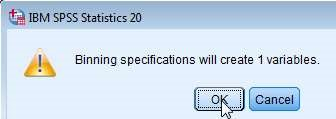 IBM SPSS Statistics 20
Binning specifications will create 1 variables.
OK Cancel